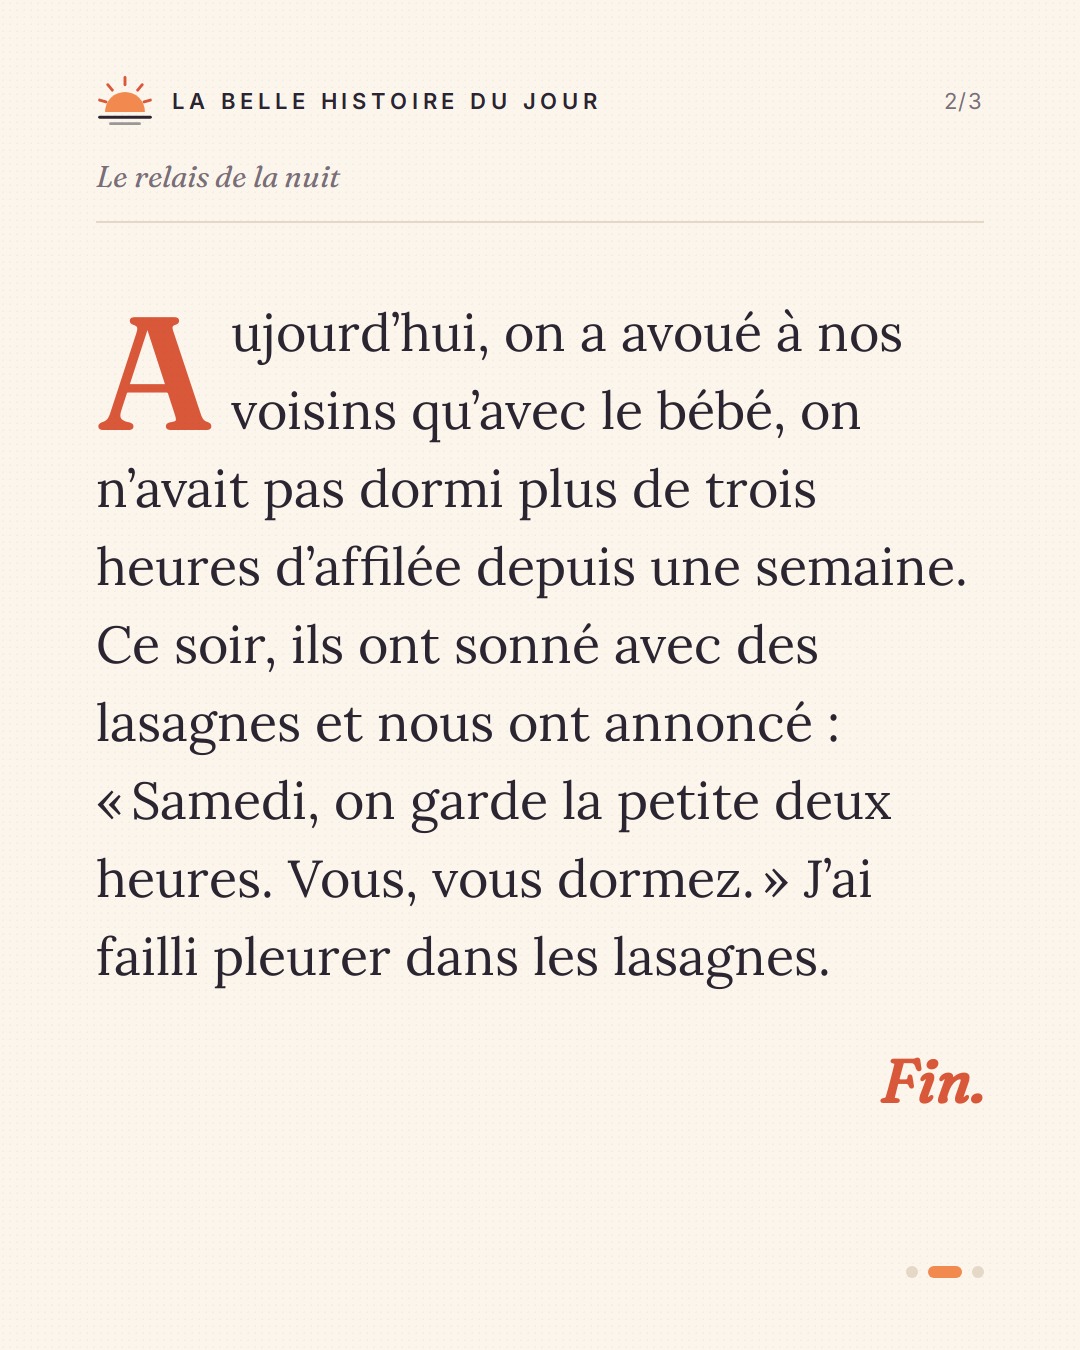 LA BELLE HISTOIRE DU JOUR
2/3
Le relais de la nuit
Aujourd’hui, on a avoué à nos
voisins qu’avec le bébé, on
n’avait pas dormi plus de trois
heures d’affilée depuis une semaine.
Ce soir, ils ont sonné avec des
lasagnes et nous ont annoncé :
« Samedi, on garde la petite deux
heures. Vous, vous dormez. » J’ai
failli pleurer dans les lasagnes.
Fin.